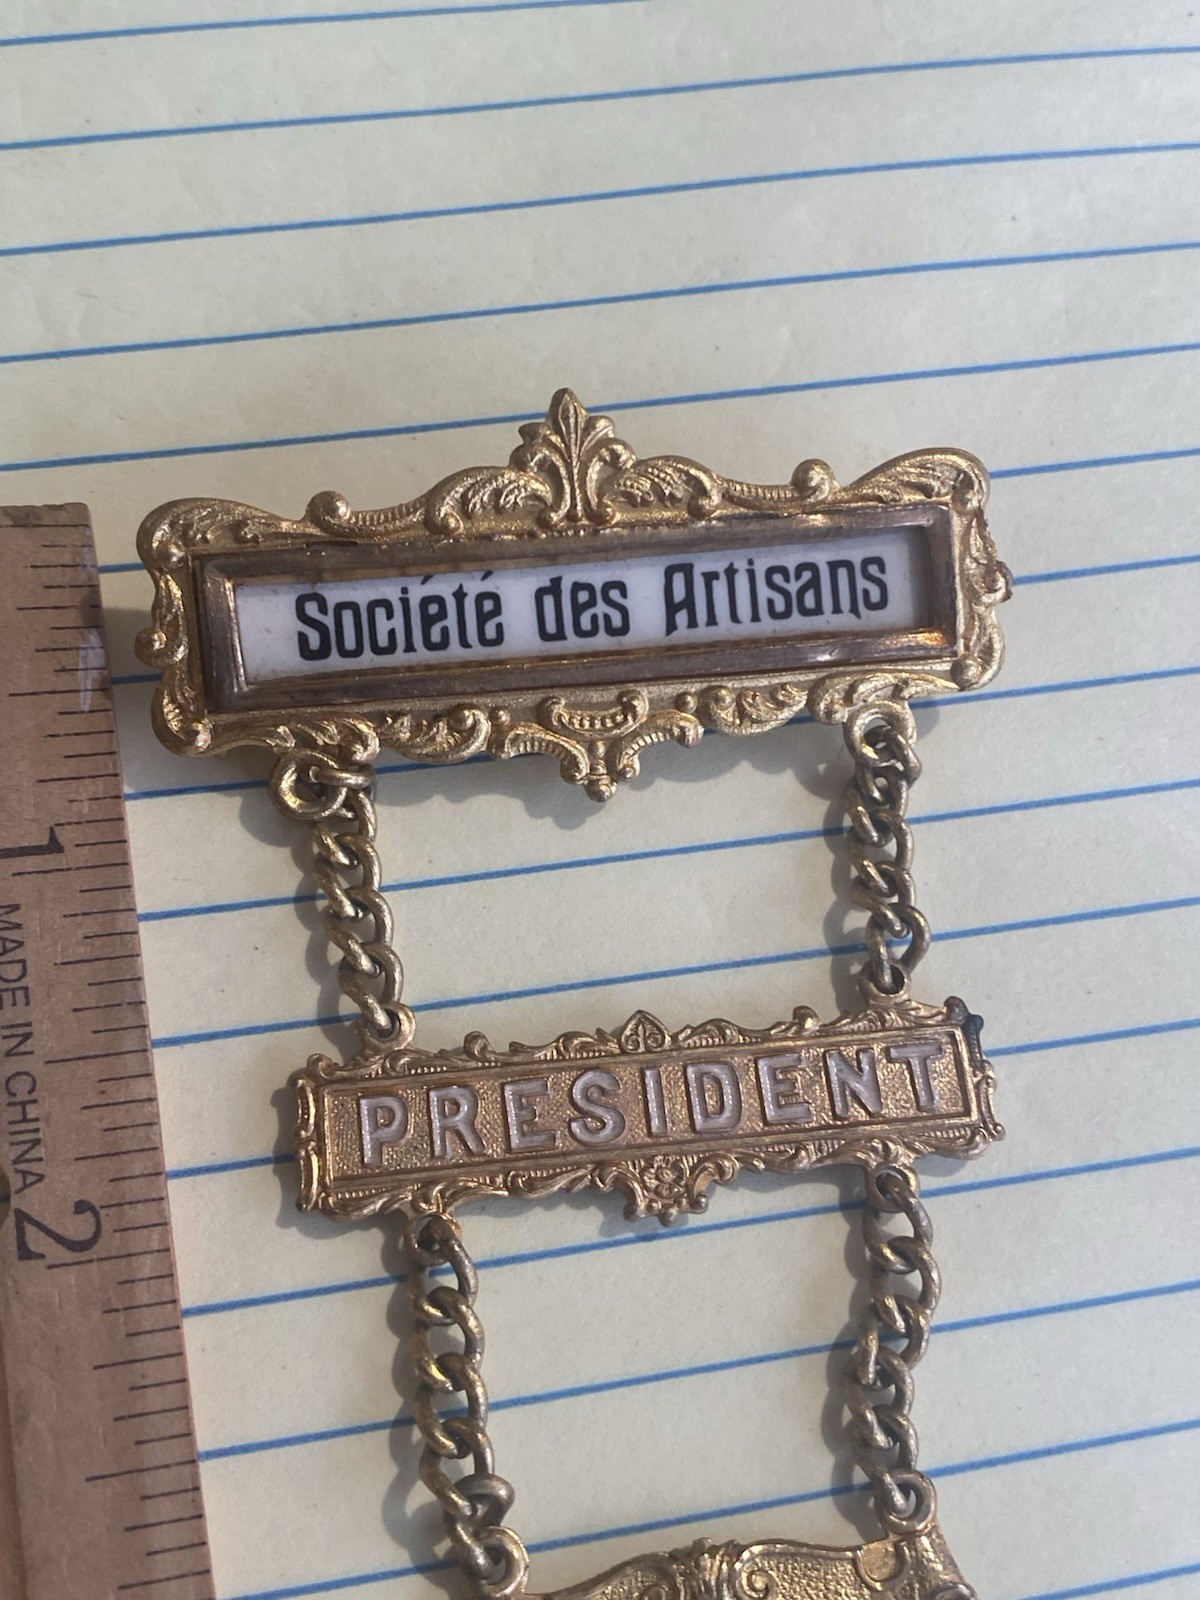 Société des Artisans
PRESIDENT
1
MADE IN CHINA
2